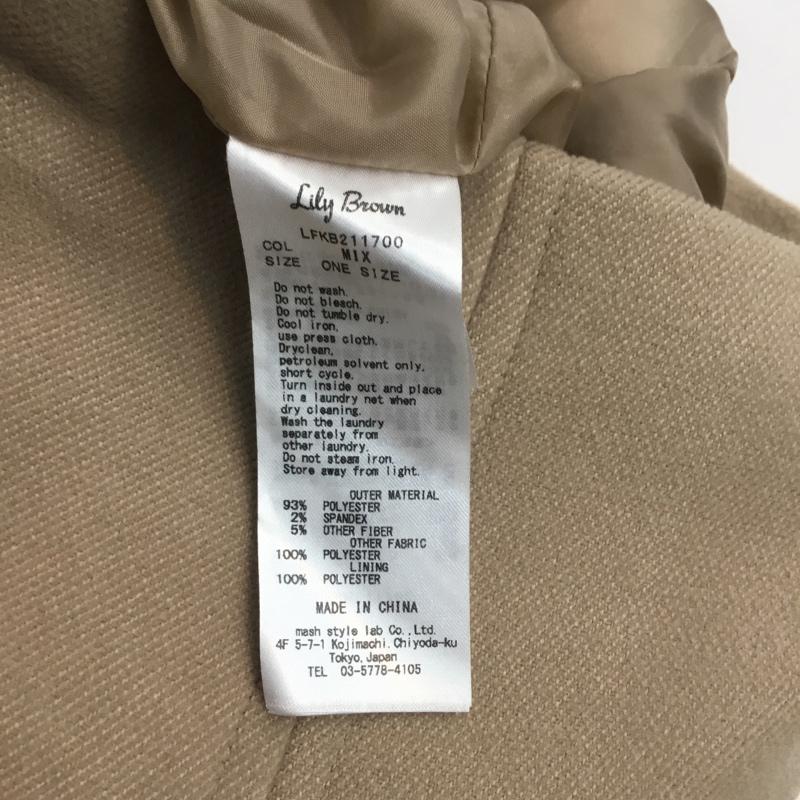 Lily Brown
LFKB211700
COL MIX
SIZE ONE SIZE
Do not wash.
Do not bleach.
Do not tumble dry.
Cool iron.
use press cloth.
Dryclean,
petroleum solvent only.
short cycle.
Turn inside out and place
in a laundry net when
dry cleaning.
Wash the laundry
separately from
other laundry.
Do not steam iron.
Store away from light.
OUTER MATERIAL
93% POLYESTER
2% SPANDEX
5% OTHER FIBER
OTHER FABRIC
100% POLYESTER
LINING
100% POLYESTER
MADE IN CHINA
mash style lab Co.,Ltd.
4F 5-7-1 Kojimachi,Chiyoda-ku
Tokyo,Japan
TEL 03-5778-4105